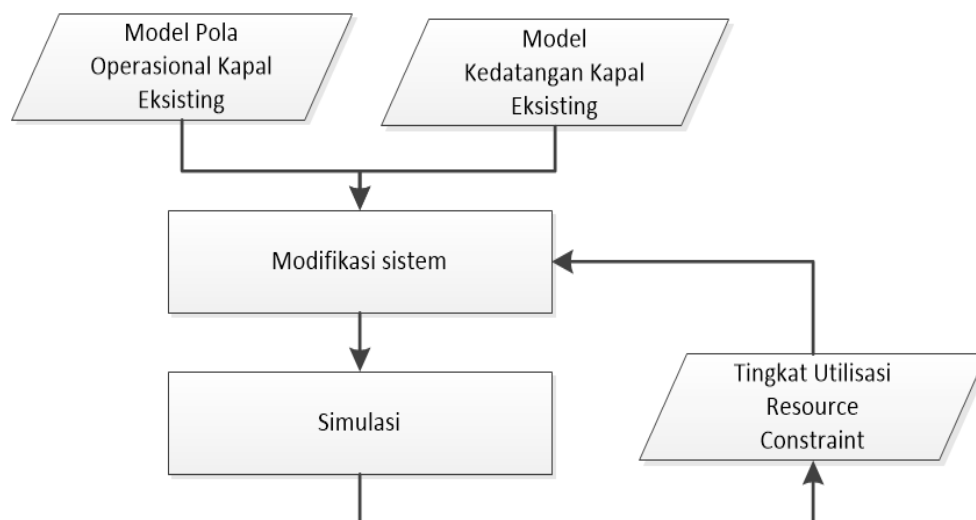 Model Pola
Operasional Kapal
Eksisting
Model
Kedatangan Kapal
Eksisting
Modifikasi sistem
Simulasi
Tingkat Utilisasi
Resource
Constraint